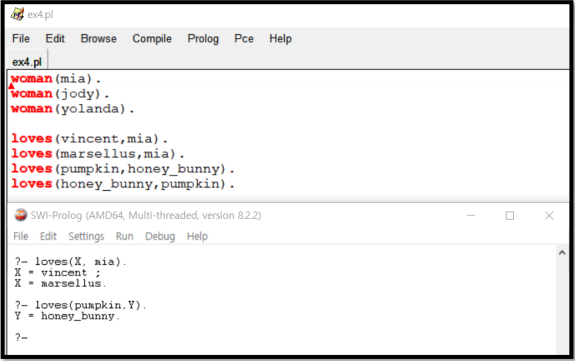 ex4.pl
File Edit Browse Compile Prolog Pce Help
ex4.pl
woman(mia).
woman(jody).
woman(yolanda).
loves(vincent,mia).
loves(marsellus,mia).
loves(pumpkin,honey_bunny).
loves(honey_bunny,pumpkin).
SWI-Prolog (AMD64, Multi-threaded, version 8.2.2)
File Edit Settings Run Debug Help
?- loves(X, mia).
X = vincent ;
X = marsellus.
?- loves(pumpkin,Y).
Y = honey_bunny.
?-